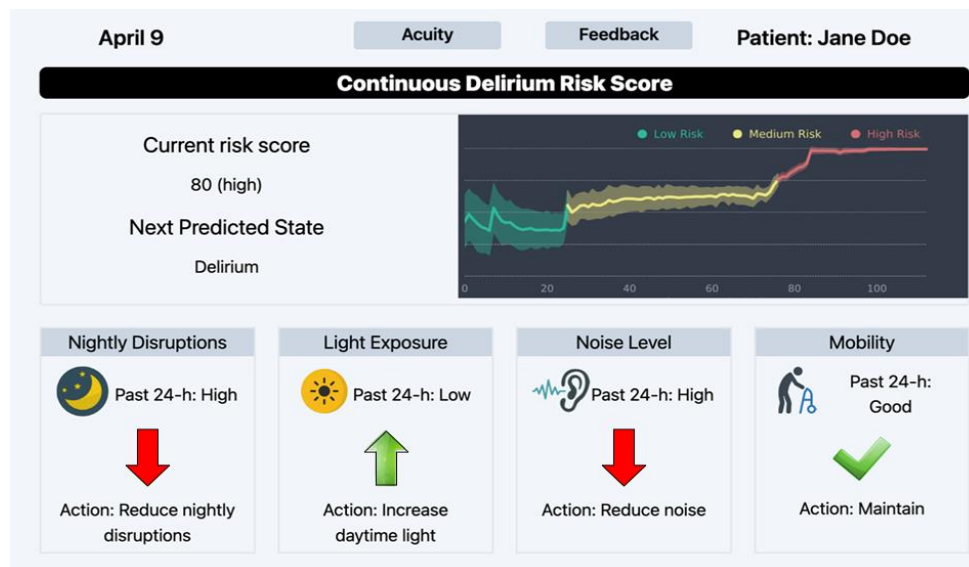 April 9
Acuity
Feedback
Patient: Jane Doe
Continuous Delirium Risk Score
Current risk score
80 (high)
Next Predicted State
Delirium
Low Risk
Medium Risk
High Risk
0
20
40
60
80
100
Nightly Disruptions
Past 24-h: High
Action: Reduce nightly
disruptions
Light Exposure
Past 24-h: Low
Action: Increase
daytime light
Noise Level
Past 24-h: High
Action: Reduce noise
Mobility
Past 24-h:
Good
Action: Maintain